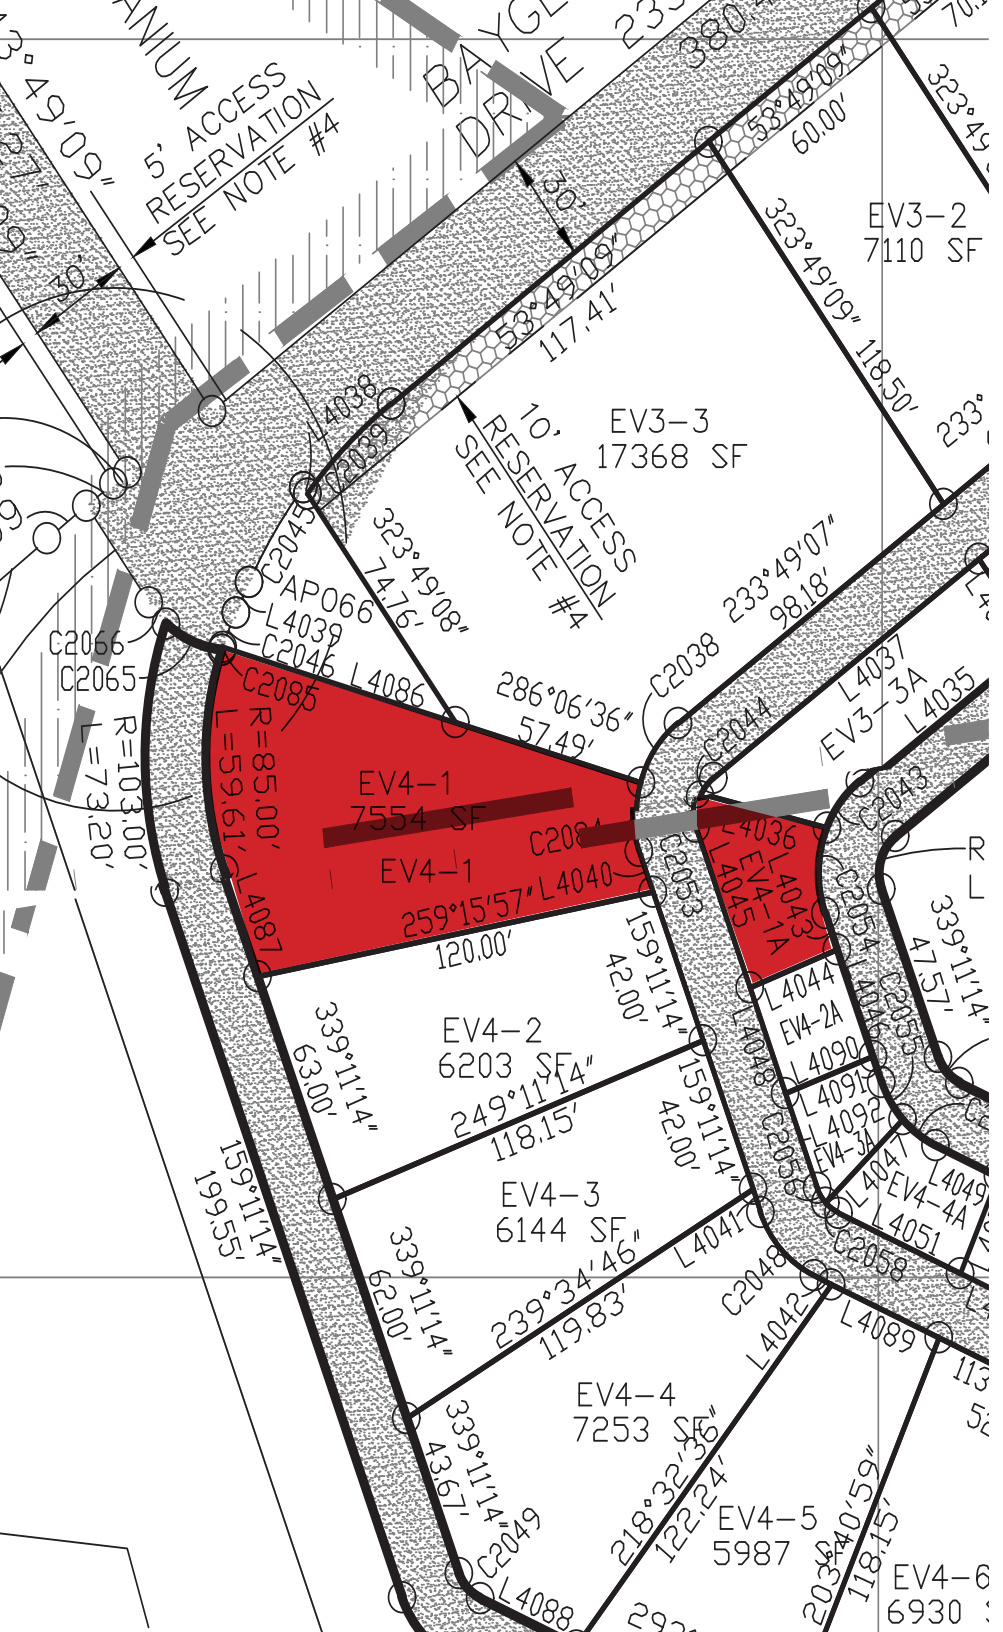 5' ACCESS
RESERVATION
SEE NOTE #4
DRIVE
30'
30'
53°49'09"
60.00'
323°49'09"
118.50'
EV3-2
7110 SF
53°49'09"
117.41'
L4038
C2039
10' ACCESS
RESERVATION
SEE NOTE #4
EV3-3
17368 SF
C2045
323°49'08"
74.76'
CAP066
L4039
C2046
C2085
L4086
C2066
C2065
233°49'07"
98.18'
C2038
286°06'36"
57.49'
C2044
L4037
EV3-3A
L4035
C2043
R=103.00'
L=73.20'
R=85.00'
L=59.61'
EV4-1
7554 SF
EV4-1
L4087
259°15'57"
120.00'
L4040
C2053
L4036
L4045
EV4-1A
L4043
C2054
L4044
EV4-2A
L4046
C2055
339°11'14"
47.57'
L4048
L4090
L4091
L4092
EV4-3A
L4047
EV4-4A
L4049
L4051
C2056
C2058
159°11'14"
42.00'
EV4-2
6203 SF
339°11'14"
63.00'
249°11'14"
118.15'
159°11'14"
42.00'
EV4-3
6144 SF
159°11'14"
199.55'
339°11'14"
62.00'
239°34'46"
119.83'
L4041
C2048
L4042
L4089
EV4-4
7253 SF
339°11'14"
43.67'
C2049
L4088
218°32'36"
122.24'
EV4-5
5987 SF
203°40'59"
118.15'
EV4-6
6930